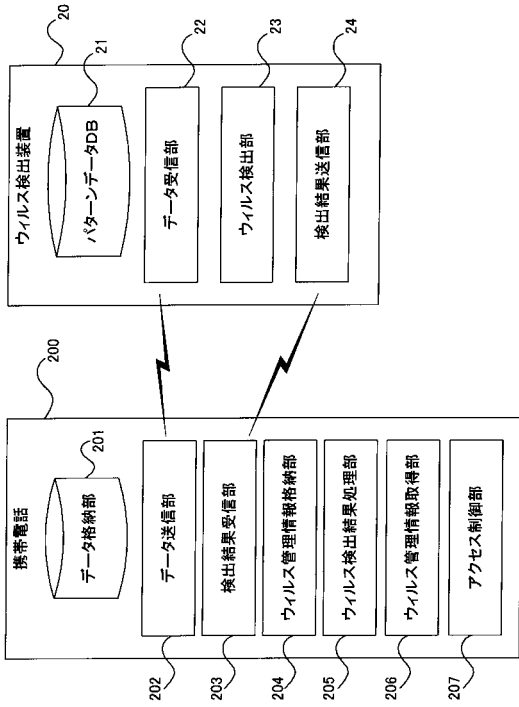 ウィルス検出装置
20
パターンデータDB
21
データ受信部
22
ウィルス検出部
23
検出結果送信部
24
携帯電話
200
データ格納部
201
データ送信部
202
検出結果受信部
203
ウィルス管理情報格納部
204
ウィルス検出結果処理部
205
ウィルス管理情報取得部
206
アクセス制御部
207